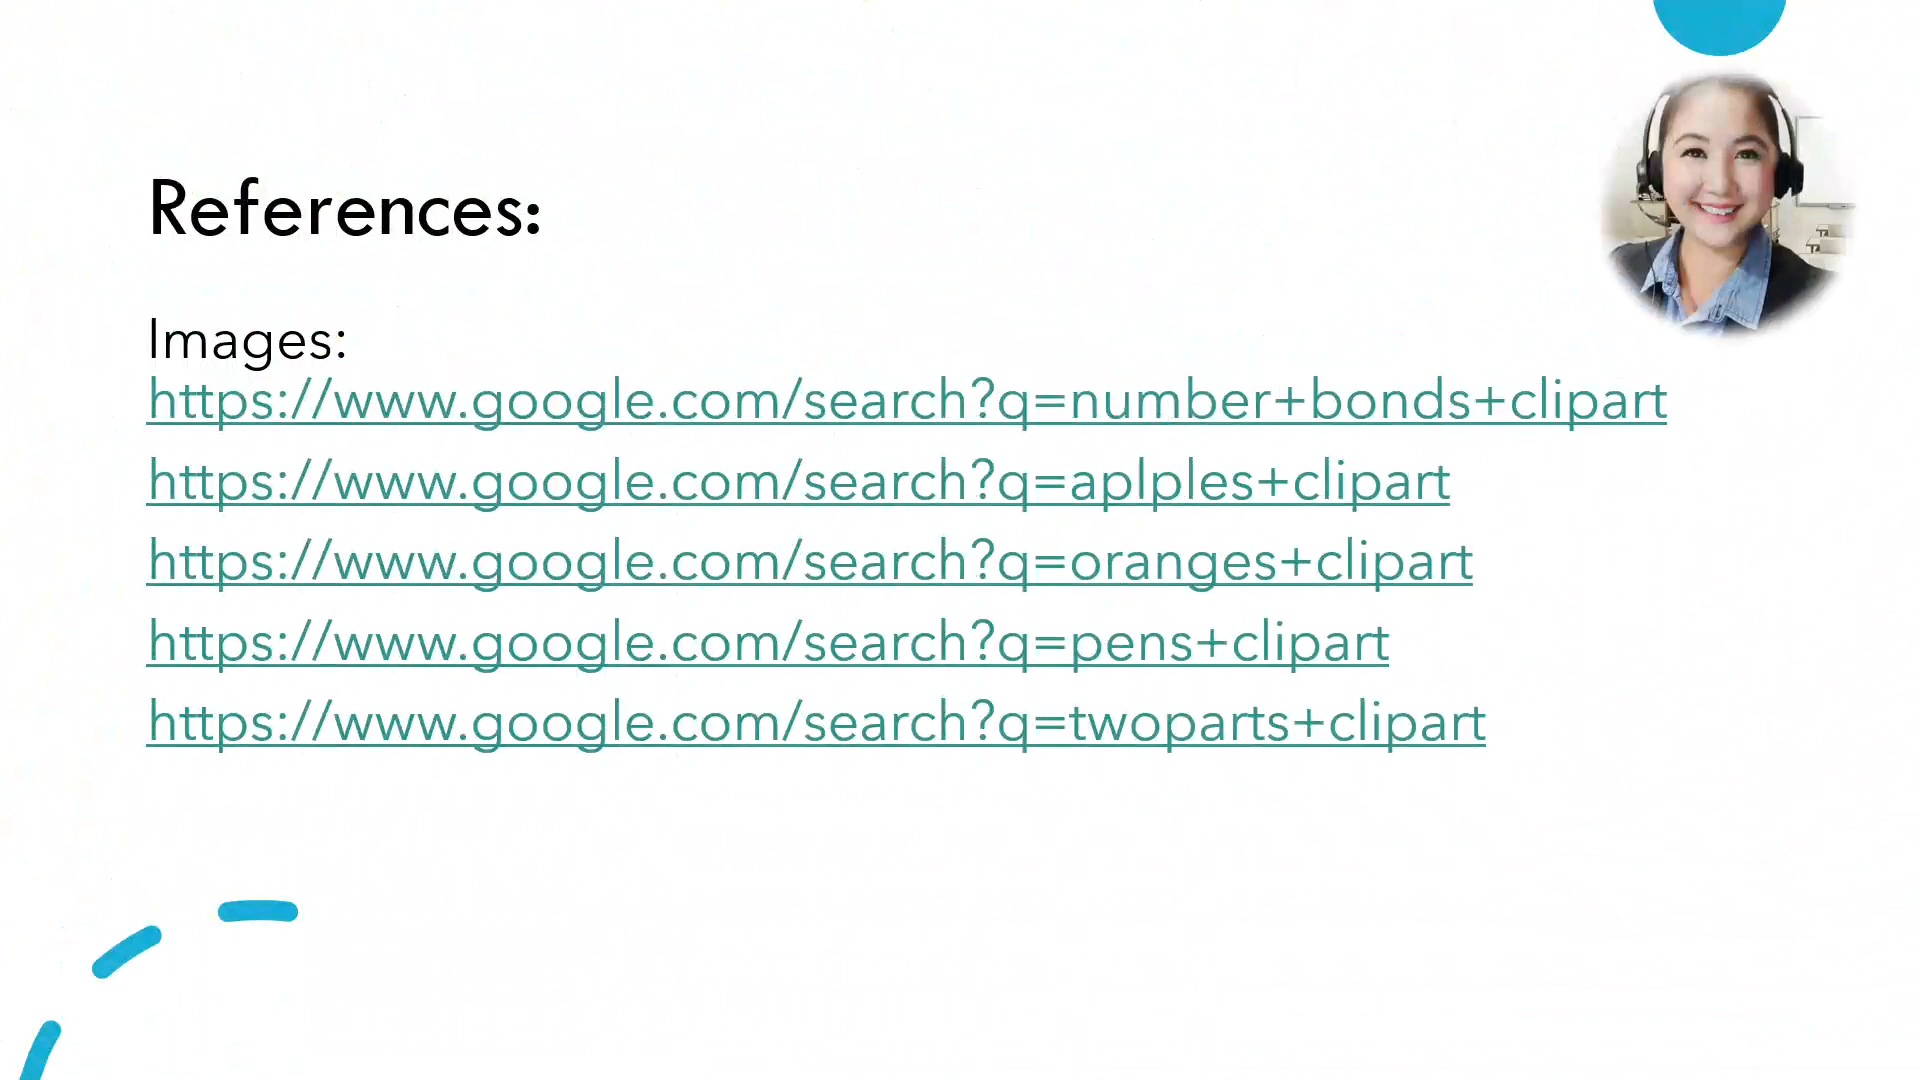 References:
Images:
https://www.google.com/search?q=number+bonds+clipart
https://www.google.com/search?q=aplples+clipart
https://www.google.com/search?q=oranges+clipart
https://www.google.com/search?q=pens+clipart
https://www.google.com/search?q=twoparts+clipart